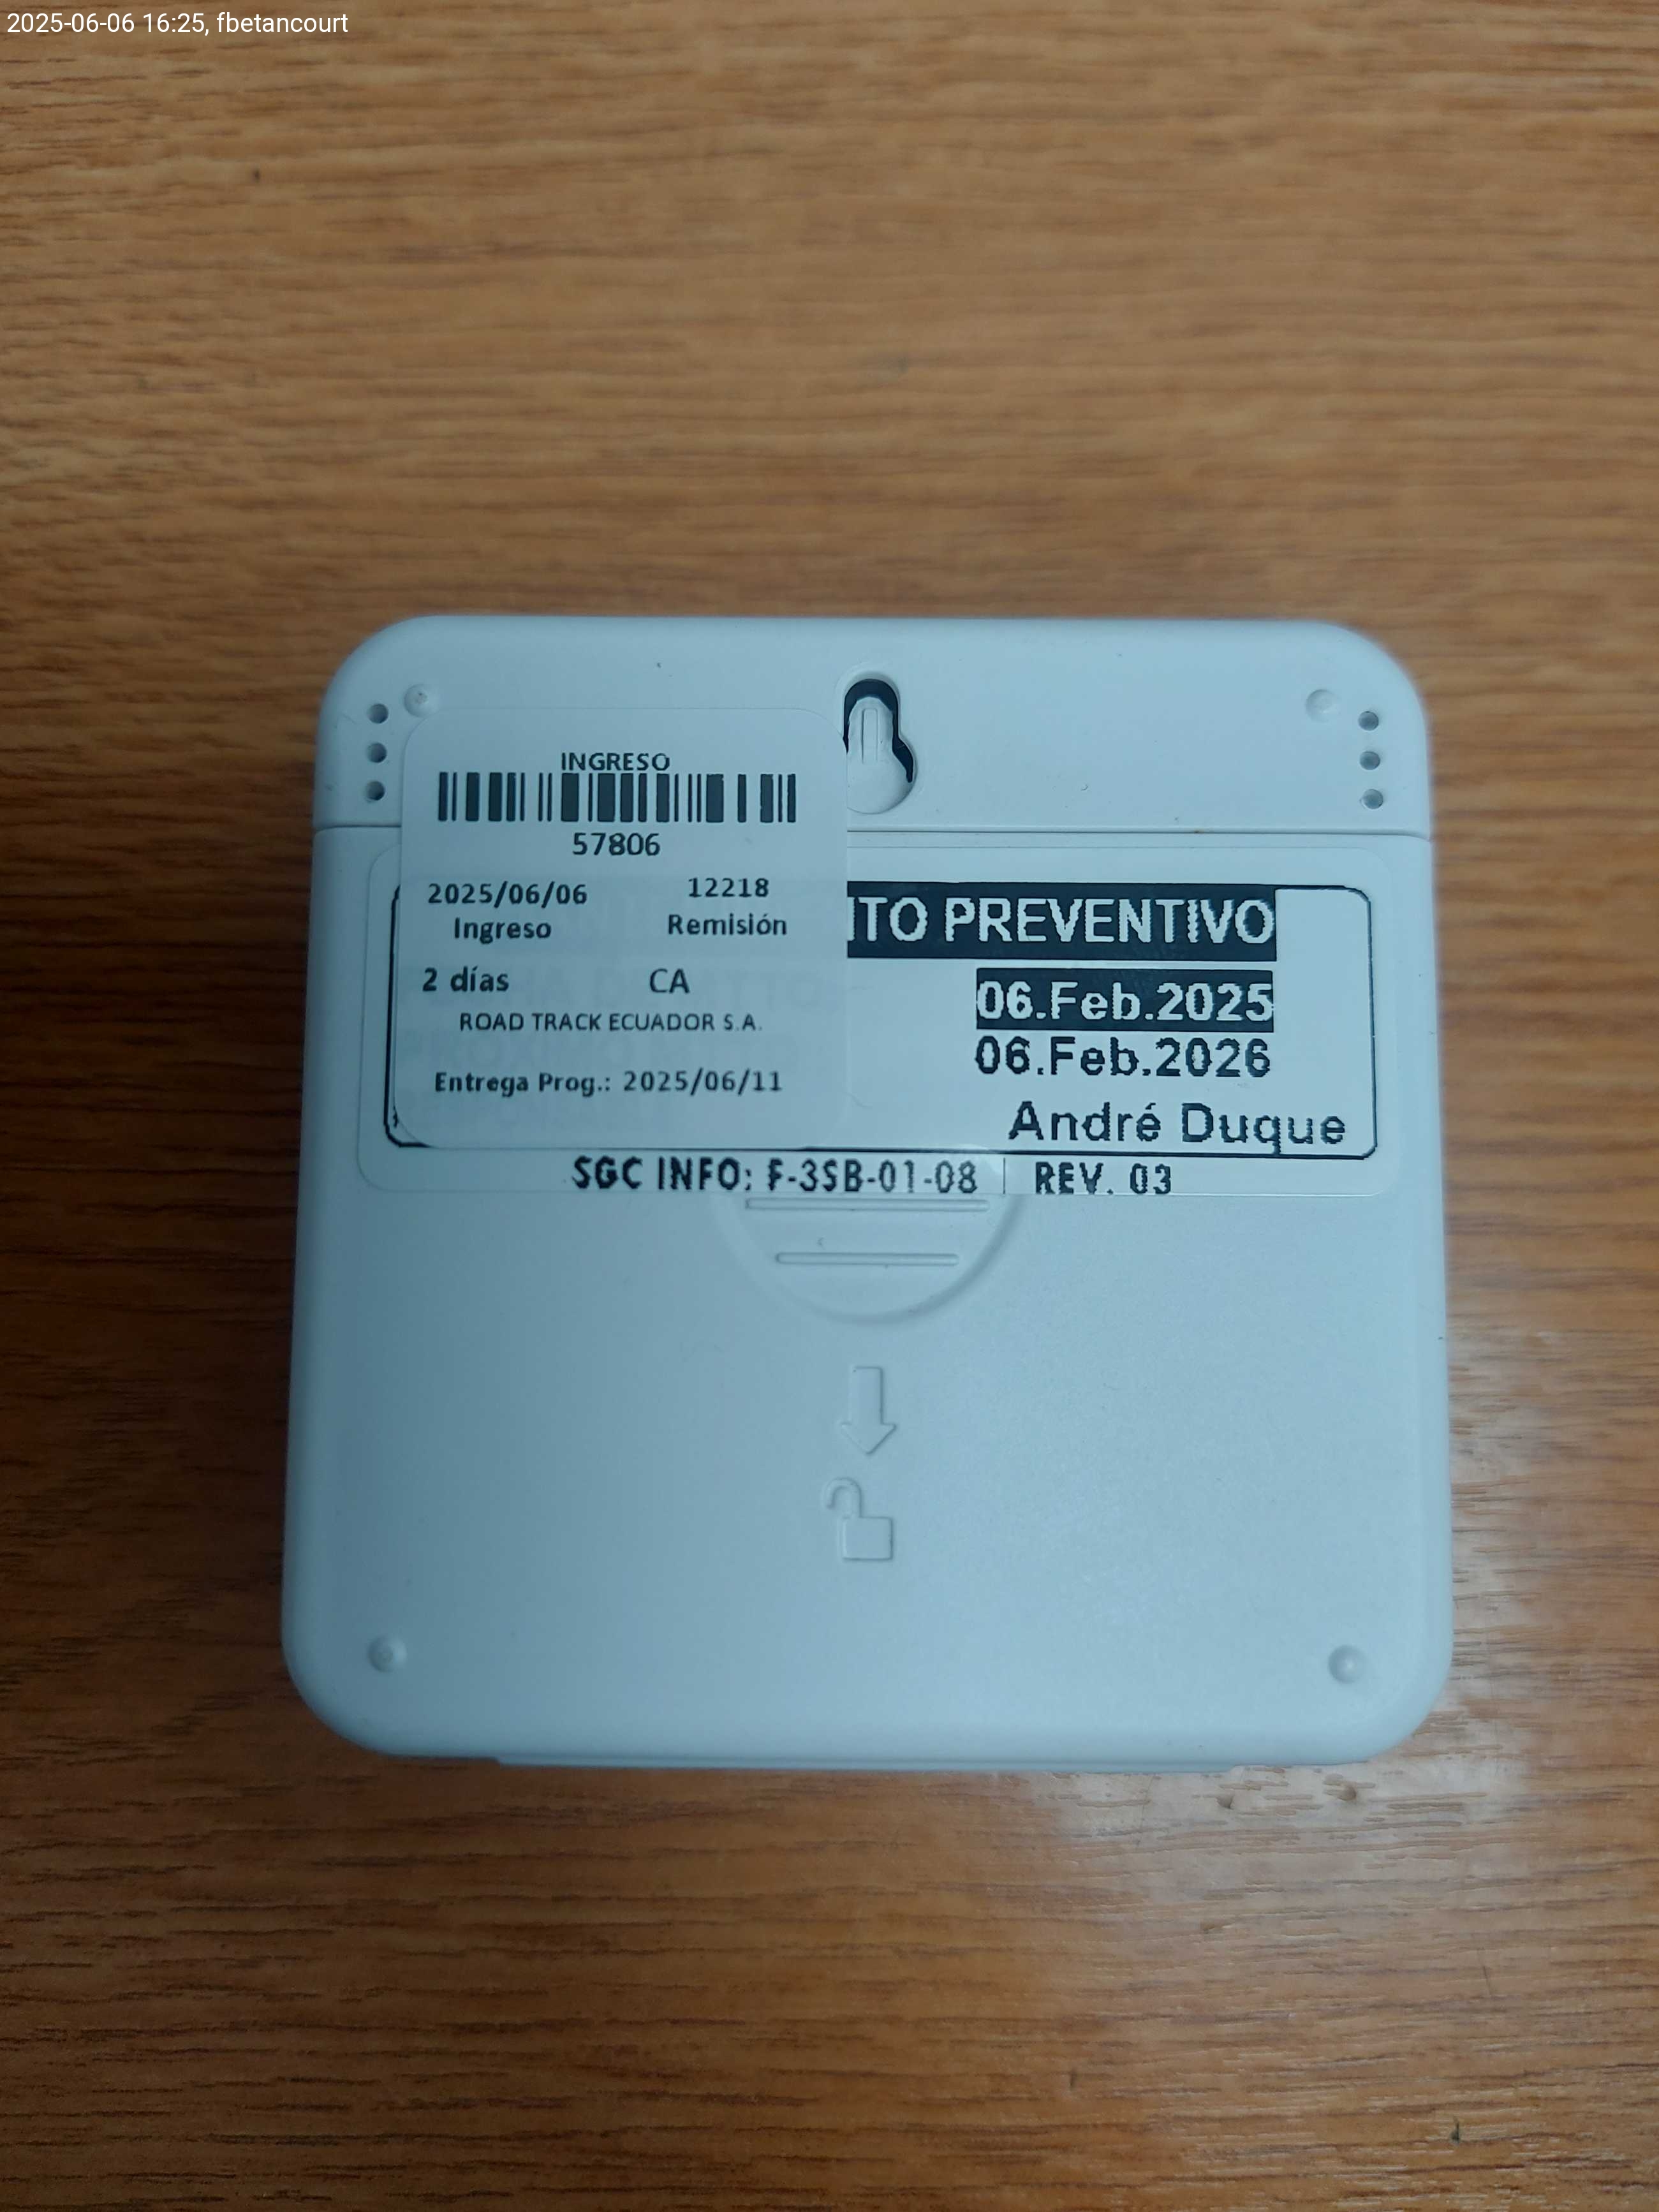 2025-06-06 16:25, fbetancourt
INGRESO
57806
2025/06/06 12218
Ingreso Remisión
2 días CA
ROAD TRACK ECUADOR S.A.
Entrega Prog.: 2025/06/11
PREVENTIVO
06.Feb.2025
06.Feb.2026
André Duque
SGC INFO: F-3SB-01-08 | REV. 03